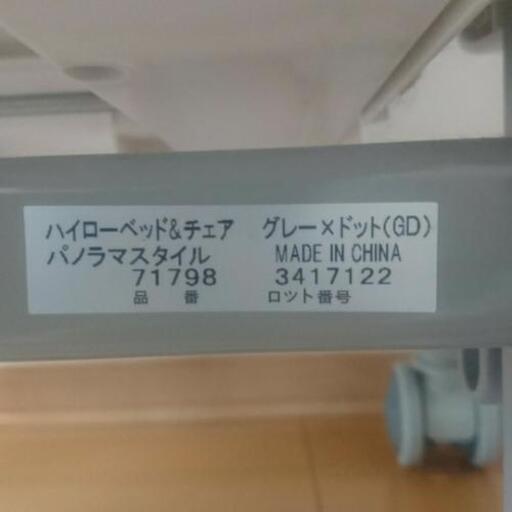 ハイローベッド&チェア グレー×ドット(GD)
パノラマスタイル MADE IN CHINA
71798 3417122
品番 ロット番号